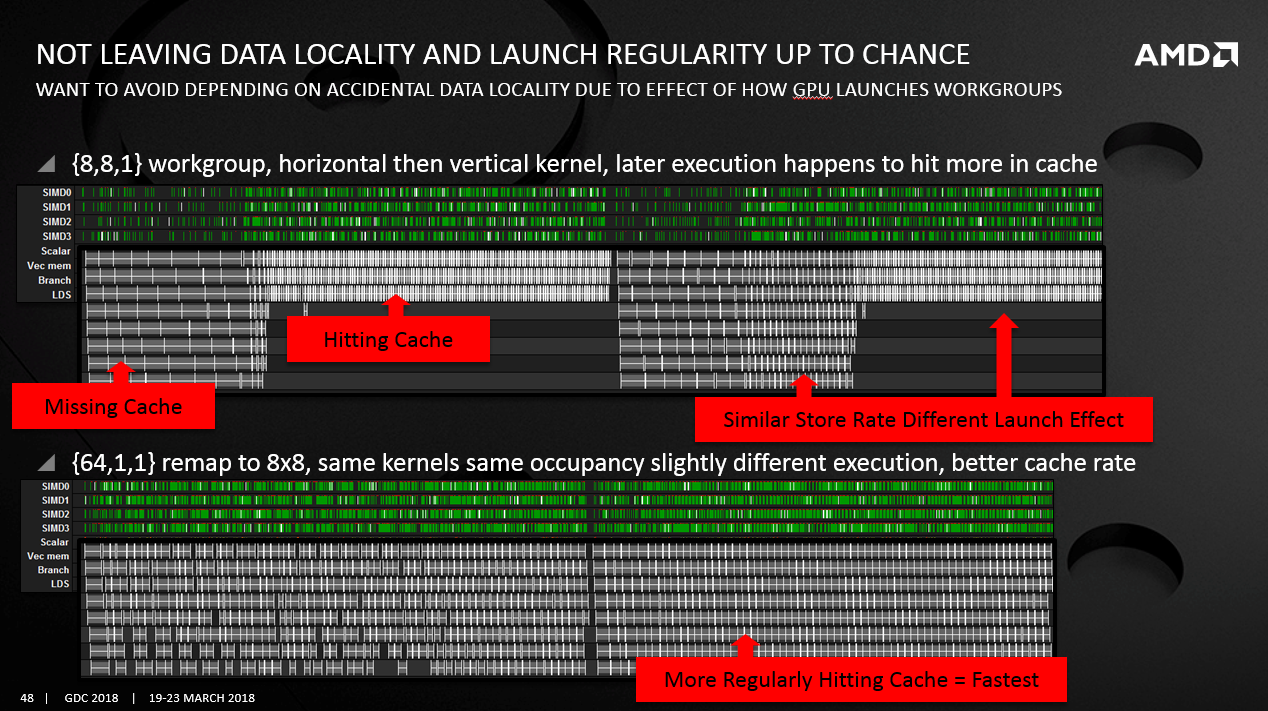 NOT LEAVING DATA LOCALITY AND LAUNCH REGULARITY UP TO CHANCE
AMD
WANT TO AVOID DEPENDING ON ACCIDENTAL DATA LOCALITY DUE TO EFFECT OF HOW GPU LAUNCHES WORKGROUPS
{8,8,1} workgroup, horizontal then vertical kernel, later execution happens to hit more in cache
SIMD0
SIMD1
SIMD2
SIMD3
Scalar
Vec mem
Branch
LDS
Hitting Cache
Missing Cache
Similar Store Rate Different Launch Effect
{64,1,1} remap to 8x8, same kernels same occupancy slightly different execution, better cache rate
SIMD0
SIMD1
SIMD2
SIMD3
Scalar
Vec mem
Branch
LDS
More Regularly Hitting Cache = Fastest
48 | GDC 2018 | 19-23 MARCH 2018